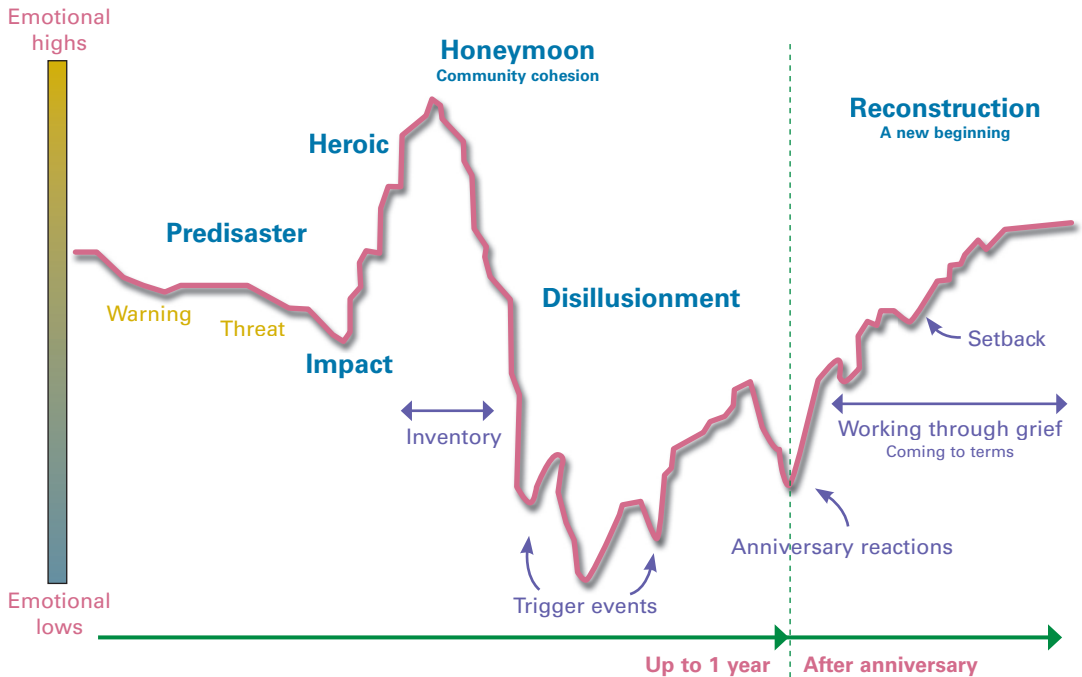 Emotional
highs
Honeymoon
Community cohesion
Reconstruction
A new beginning
Heroic
Predisaster
Disillusionment
Warning
Threat
Setback
Impact
Inventory
Working through grief
Coming to terms
Anniversary reactions
Trigger events
Emotional
lows
Up to 1 year
After anniversary